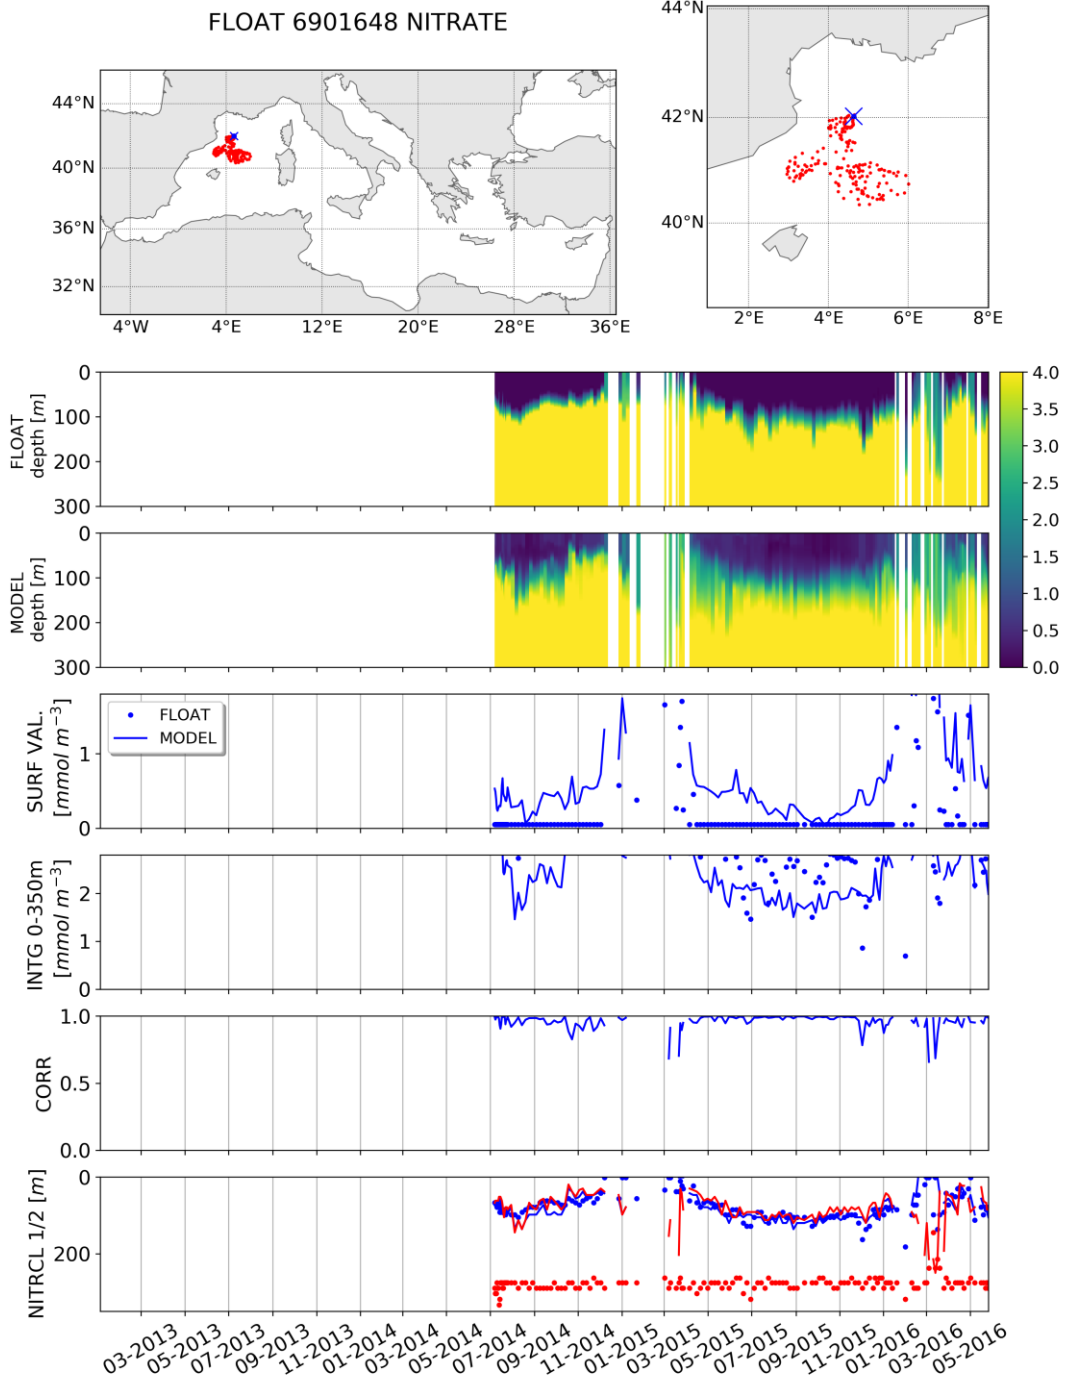 FLOAT 6901648 NITRATE
44°N
40°N
36°N
32°N
4°W
4°E
12°E
20°E
28°E
36°E
44°N
42°N
40°N
2°E
4°E
6°E
8°E
FLOAT
depth [m]
0
100
200
300
MODEL
depth [m]
0
100
200
300
4.0
3.5
3.0
2.5
2.0
1.5
1.0
0.5
0.0
SURF VAL.
[mmol m⁻³]
1
0
FLOAT
MODEL
INTG 0-350m
[mmol m⁻³]
2
1
0
CORR
1.0
0.5
0.0
NITRCL 1/2 [m]
0
200
03-2013
05-2013
07-2013
09-2013
11-2013
01-2014
03-2014
05-2014
07-2014
09-2014
11-2014
01-2015
03-2015
05-2015
07-2015
09-2015
11-2015
01-2016
03-2016
05-2016